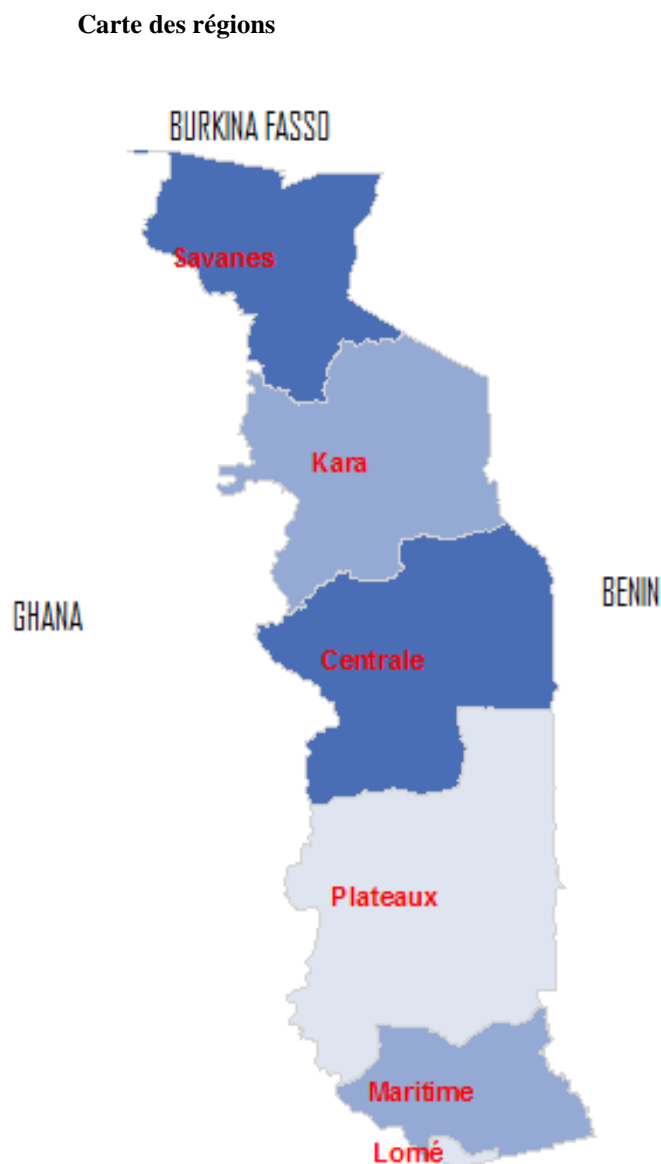 Carte des régions
BURKINA FASSO
Savanes
Kara
BENIN
GHANA
Centrale
Plateaux
Maritime
Lomé